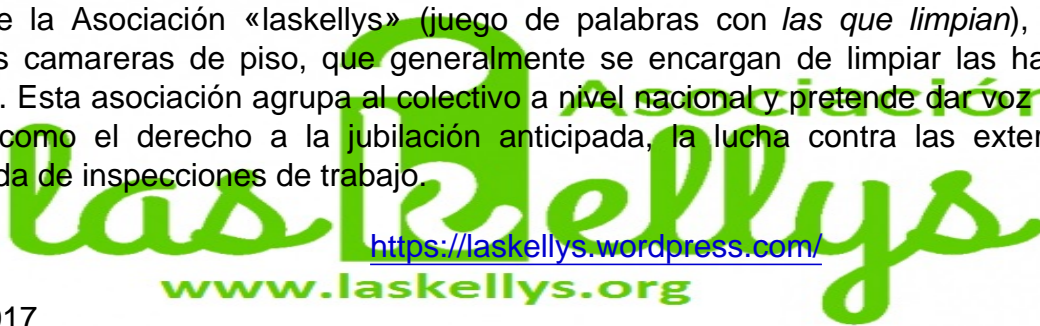 e la Asociación «laskellys» (juego de palabras con las que limpian),
s camareras de piso, que generalmente se encargan de limpiar las ha
. Esta asociación agrupa al colectivo a nivel nacional y pretende dar voz
como el derecho a la jubilación anticipada, la lucha contra las exter
da de inspecciones de trabajo.
Asociación
las kellys
https://laskellys.wordpress.com/
www.laskellys.org
017